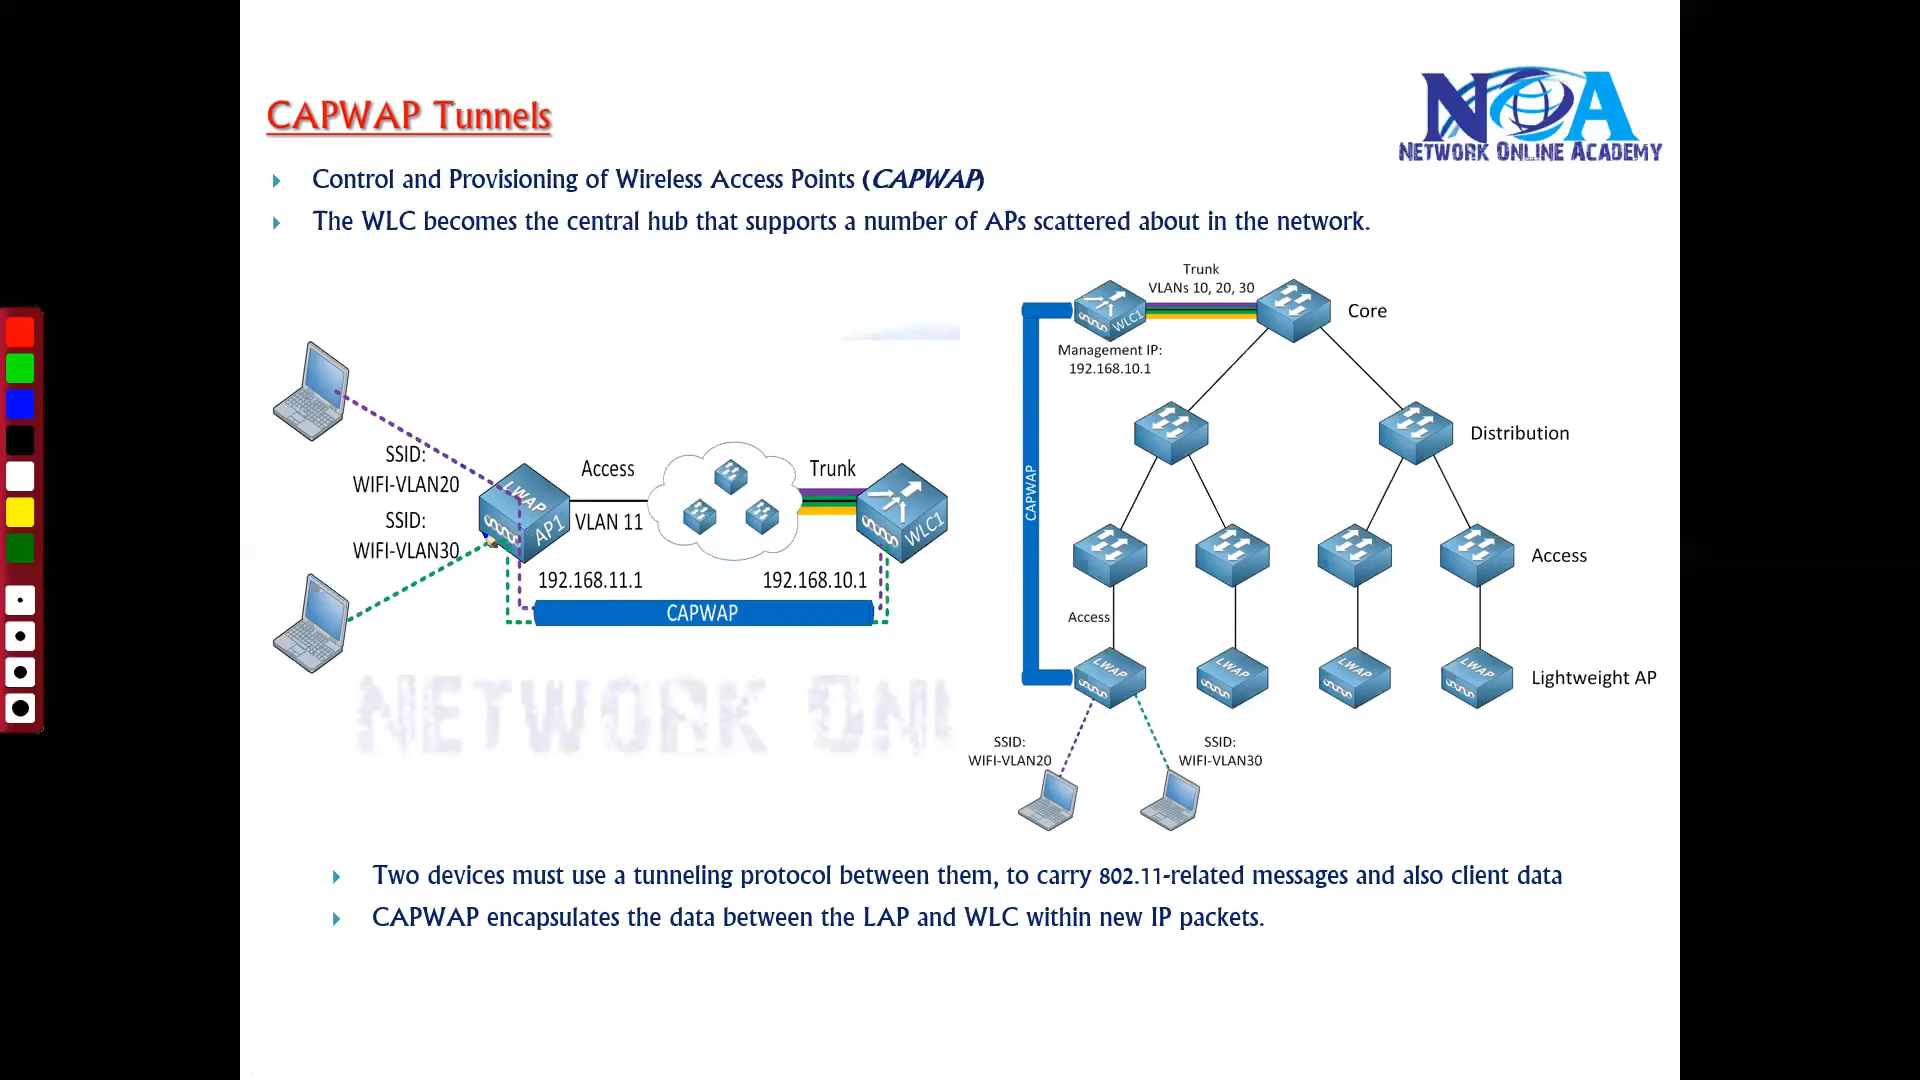 NOA
NETWORK ONLINE ACADEMY
CAPWAP Tunnels
Control and Provisioning of Wireless Access Points (CAPWAP)
The WLC becomes the central hub that supports a number of APs scattered about in the network.
SSID:
WIFI-VLAN20
SSID:
WIFI-VLAN30
LWAP
AP1
Access
VLAN 11
Trunk
WLC1
192.168.11.1
192.168.10.1
CAPWAP
NETWORK ONL
Trunk
VLANs 10, 20, 30
WLC1
Core
Management IP:
192.168.10.1
CAPWAP
Distribution
Access
Access
LWAP
LWAP
LWAP
LWAP
Lightweight AP
SSID:
WIFI-VLAN20
SSID:
WIFI-VLAN30
Two devices must use a tunneling protocol between them, to carry 802.11-related messages and also client data
CAPWAP encapsulates the data between the LAP and WLC within new IP packets.